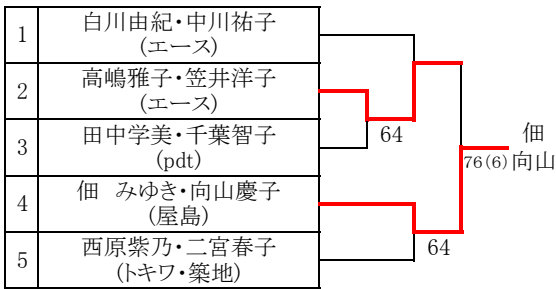 1 白川由紀・中川祐子
(エース)
2 高嶋雅子・笠井洋子
(エース)
3 田中学美・千葉智子
(pdt)
4 佃 みゆき・向山慶子
(屋島)
5 西原紫乃・二宮春子
(トキワ・築地)
64
64
佃
76(6) 向山